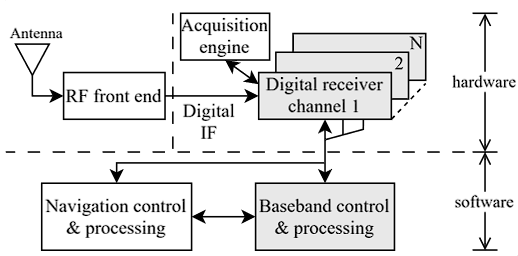 Antenna
Acquisition
engine
N
2
hardware
RF front end
Digital receiver
channel 1
Digital
IF
software
Navigation control
& processing
Baseband control
& processing